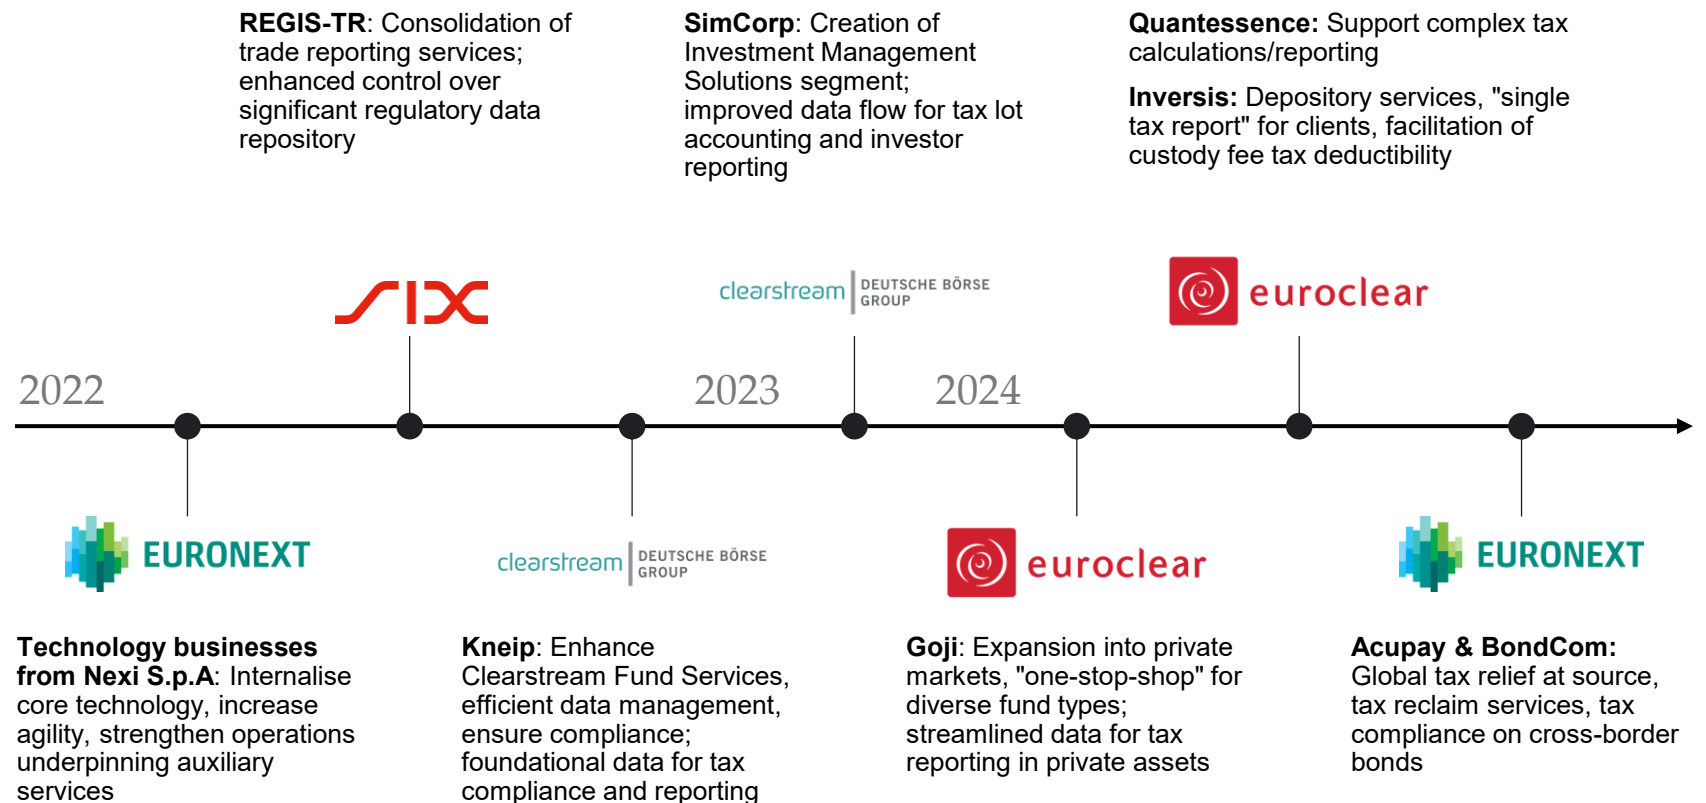 REGIS-TR: Consolidation of
trade reporting services;
enhanced control over
significant regulatory data
repository
SimCorp: Creation of
Investment Management
Solutions segment;
improved data flow for tax lot
accounting and investor
reporting
Quantessence: Support complex tax
calculations/reporting
Inversis: Depository services, "single
tax report" for clients, facilitation of
custody fee tax deductibility
SIX
clearstream
DEUTSCHE BÖRSE
GROUP
euroclear
2022
2023
2024
EURONEXT
clearstream
DEUTSCHE BÖRSE
GROUP
euroclear
EURONEXT
Technology businesses
from Nexi S.p.A: Internalise
core technology, increase
agility, strengthen operations
underpinning auxiliary
services
Kneip: Enhance
Clearstream Fund Services,
efficient data management,
ensure compliance;
foundational data for tax
compliance and reporting
Goji: Expansion into private
markets, "one-stop-shop" for
diverse fund types;
streamlined data for tax
reporting in private assets
Acupay & BondCom:
Global tax relief at source,
tax reclaim services, tax
compliance on cross-border
bonds